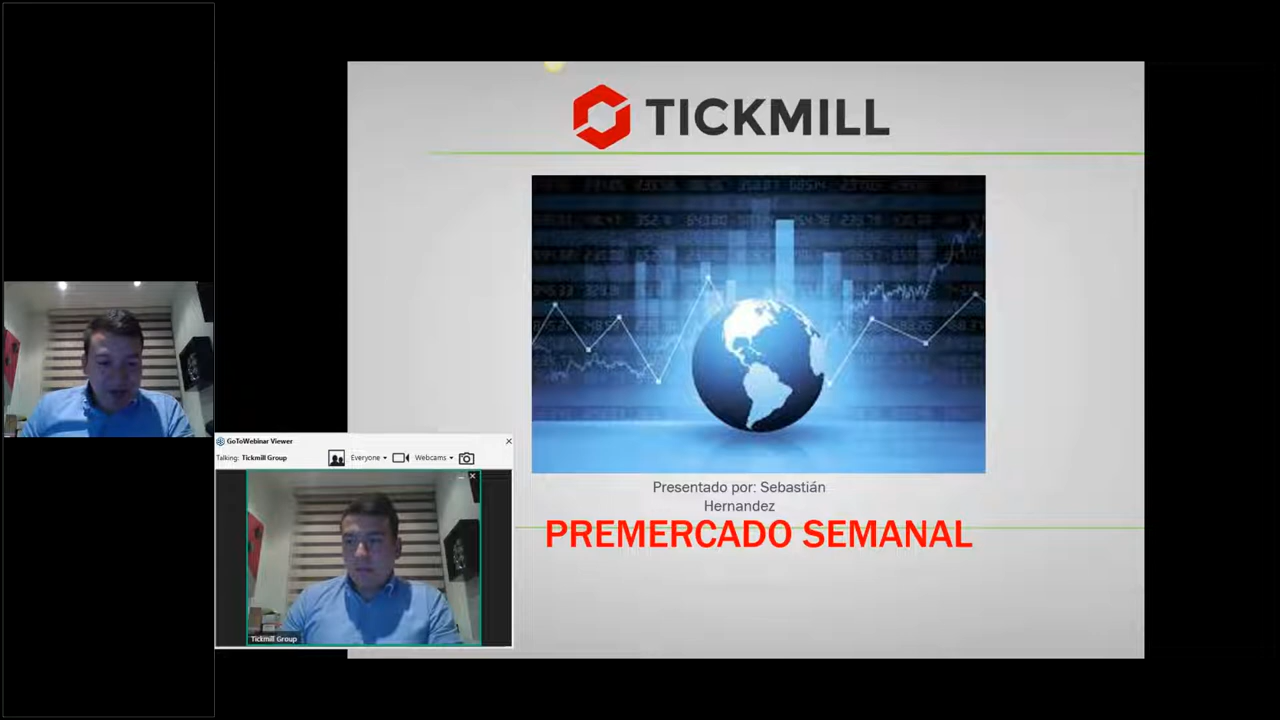 TICKMILL
Presentado por: Sebastián
Hernandez
PREMERCADO SEMANAL
GoToWebinar Viewer
Talking: Tickmill Group
Everyone
Webcams
Tickmill Group